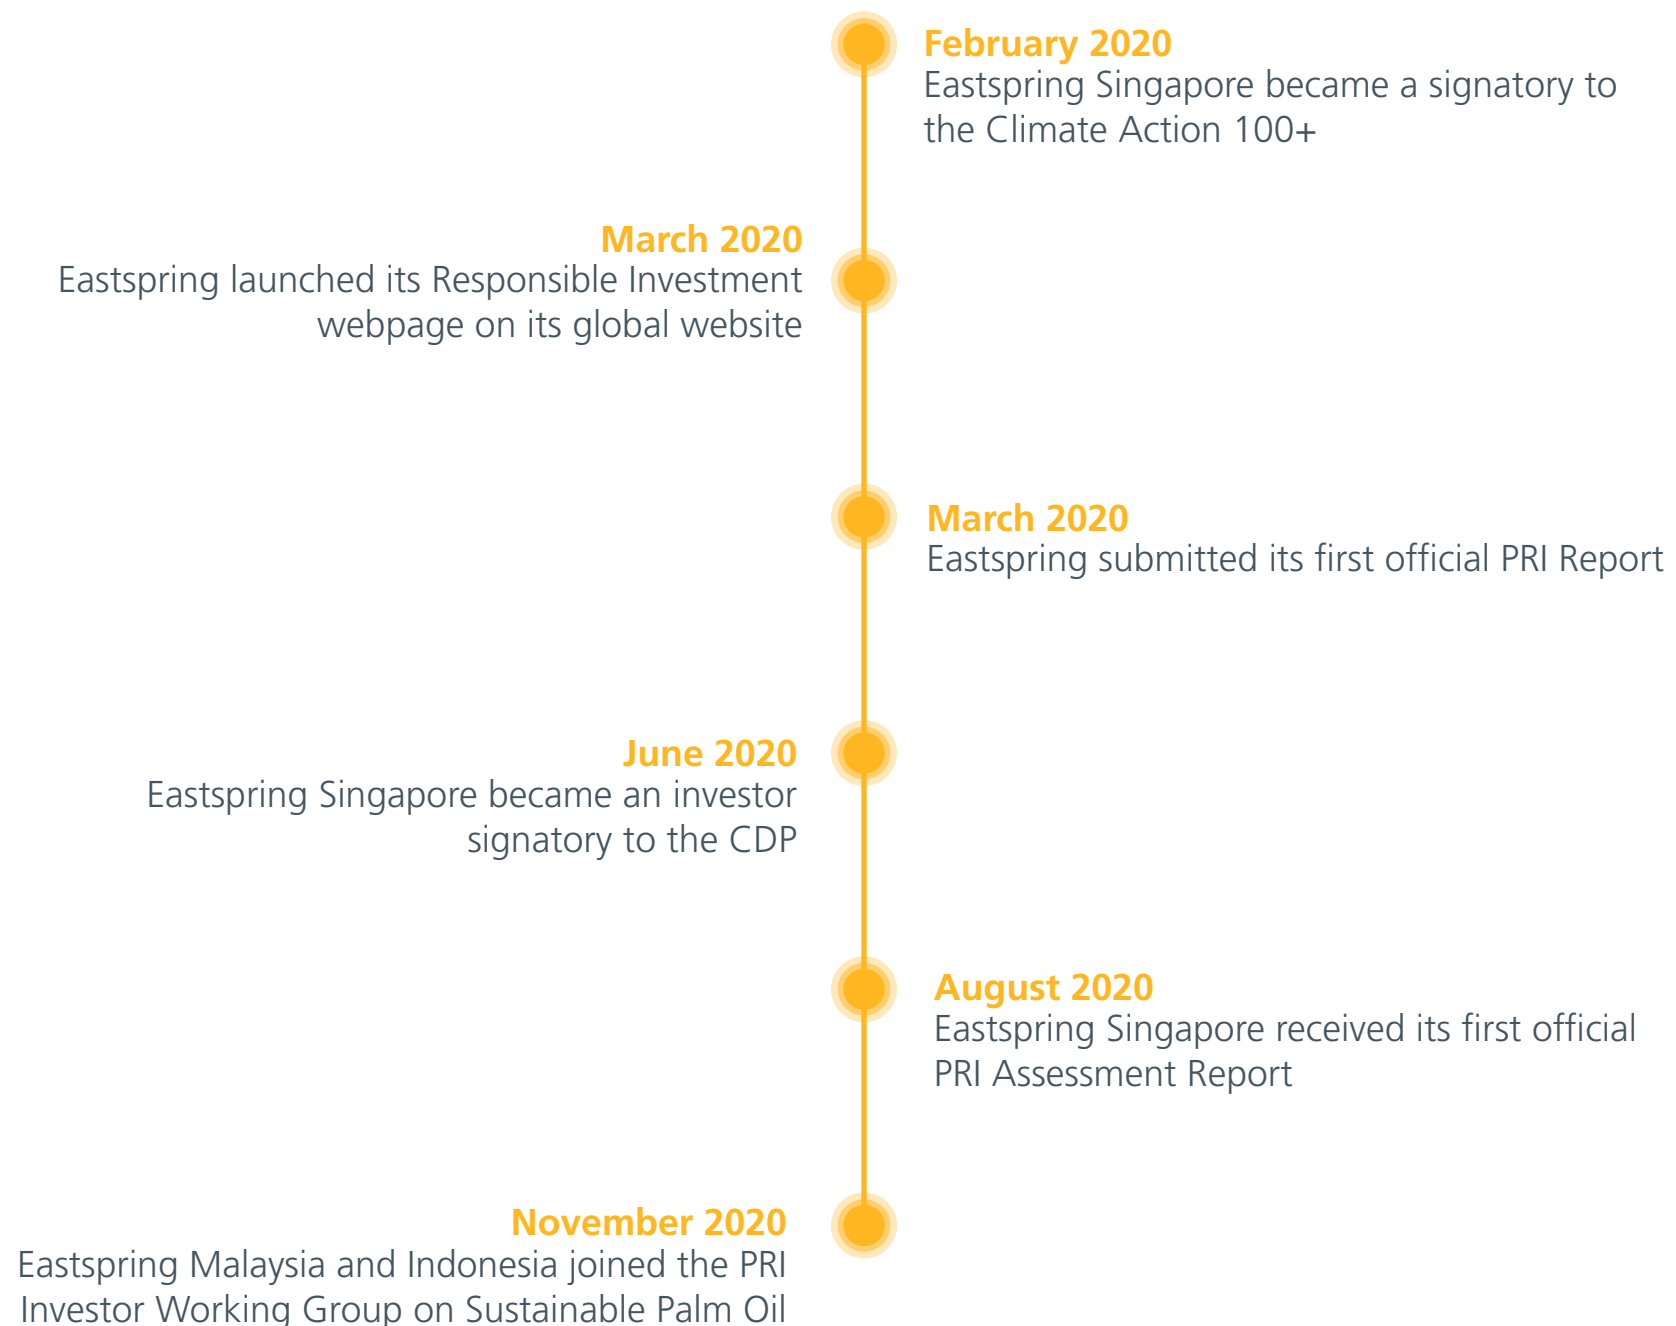 February 2020
Eastspring Singapore became a signatory to
the Climate Action 100+
March 2020
Eastspring launched its Responsible Investment
webpage on its global website
March 2020
Eastspring submitted its first official PRI Report
June 2020
Eastspring Singapore became an investor
signatory to the CDP
August 2020
Eastspring Singapore received its first official
PRI Assessment Report
November 2020
Eastspring Malaysia and Indonesia joined the PRI
Investor Working Group on Sustainable Palm Oil